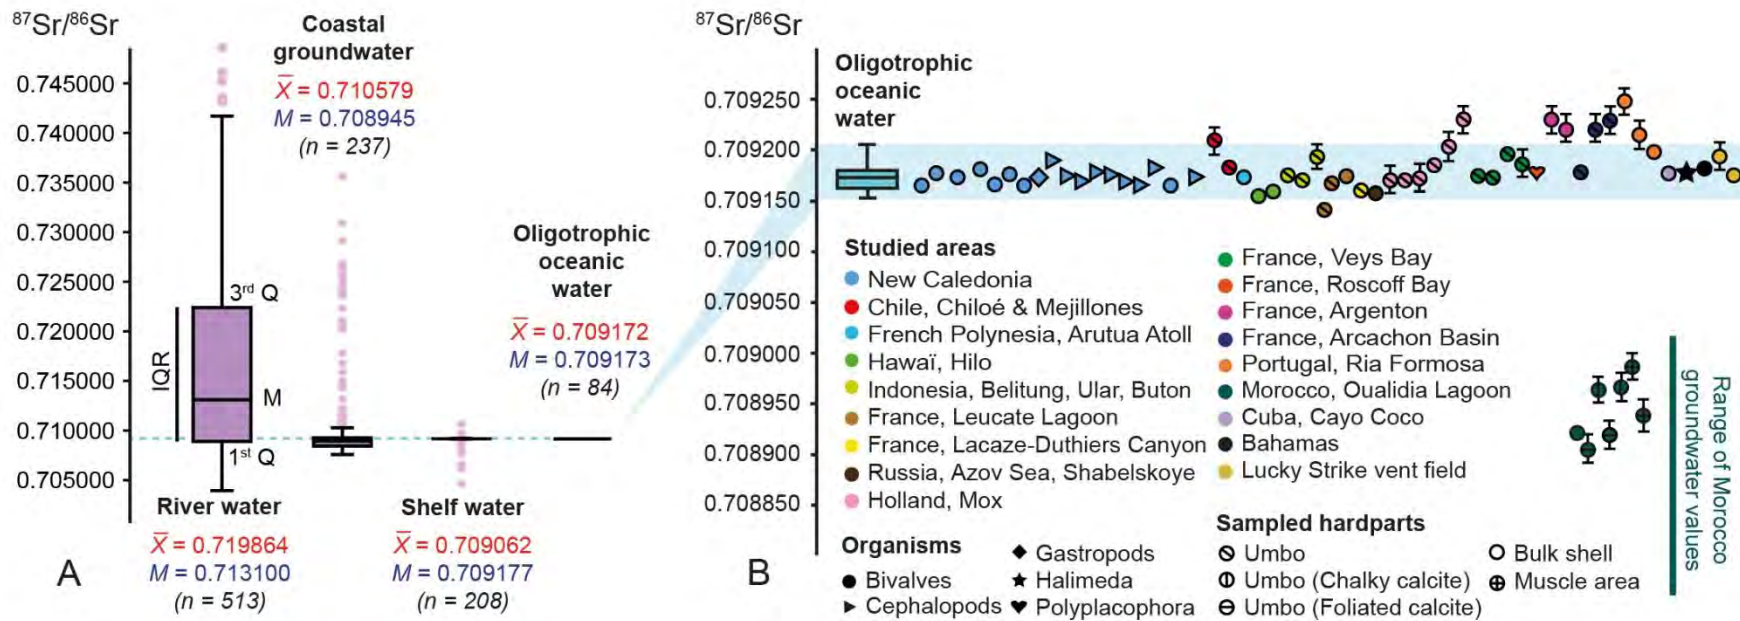 ⁸⁷Sr/⁸⁶Sr
0.745000
0.740000
0.735000
0.730000
0.725000
0.720000
0.715000
0.710000
0.705000
Coastal
groundwater
X̅ = 0.710579
M = 0.708945
(n = 237)
3ʳᵈ Q
IQR
M
1ˢᵗ Q
Oligotrophic
oceanic
water
X̅ = 0.709172
M = 0.709173
(n = 84)
River water
X̅ = 0.719864
M = 0.713100
(n = 513)
Shelf water
X̅ = 0.709062
M = 0.709177
(n = 208)
A
⁸⁷Sr/⁸⁶Sr
0.709250
0.709200
0.709150
0.709100
0.709050
0.709000
0.708950
0.708900
0.708850
Oligotrophic
oceanic
water
Studied areas
New Caledonia
Chile, Chiloé & Mejillones
French Polynesia, Arutua Atoll
Hawaï, Hilo
Indonesia, Belitung, Ular, Buton
France, Leucate Lagoon
France, Lacaze-Duthiers Canyon
Russia, Azov Sea, Shabelskoye
Holland, Mox
France, Veys Bay
France, Roscoff Bay
France, Argenton
France, Arcachon Basin
Portugal, Ria Formosa
Morocco, Oualidia Lagoon
Cuba, Cayo Coco
Bahamas
Lucky Strike vent field
Range of Morocco
groundwater values
Organisms
Bivalves
Cephalopods
Gastropods
Halimeda
Polyplacophora
Sampled hardparts
Umbo
Umbo (Chalky calcite)
Umbo (Foliated calcite)
Bulk shell
Muscle area
B